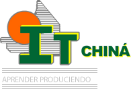 IT CHINÁ
APRENDER PRODUCIENDO